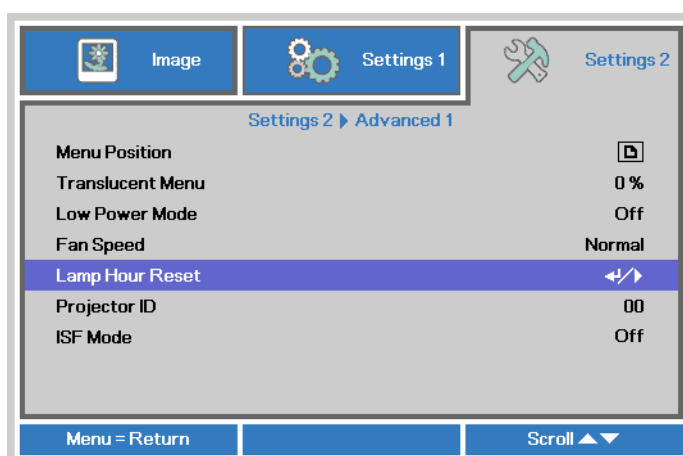 Image Settings 1 Settings 2
Settings 2 Advanced 1
Menu Position
Translucent Menu 0 %
Low Power Mode Off
Fan Speed Normal
Lamp Hour Reset
Projector ID 00
ISF Mode Off
Menu = Return Scroll ▲▼